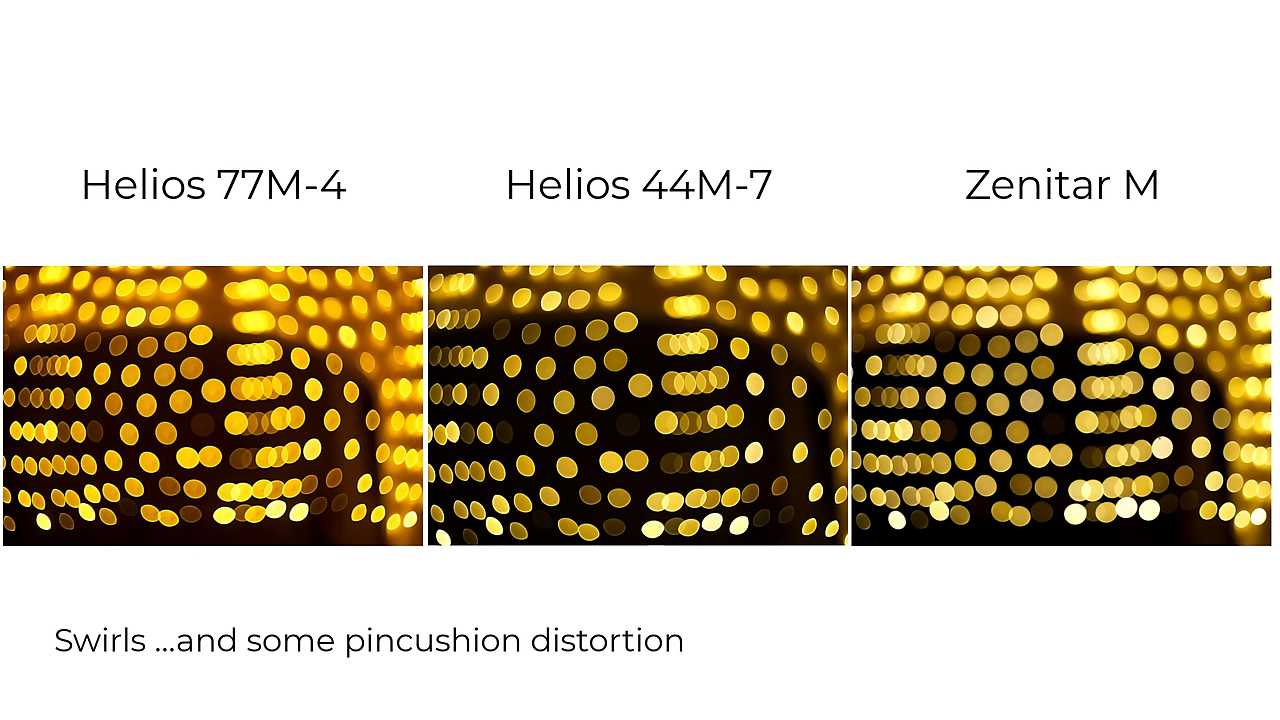 Helios 77M-4
Helios 44M-7
Zenitar M
Swirls ...and some pincushion distortion